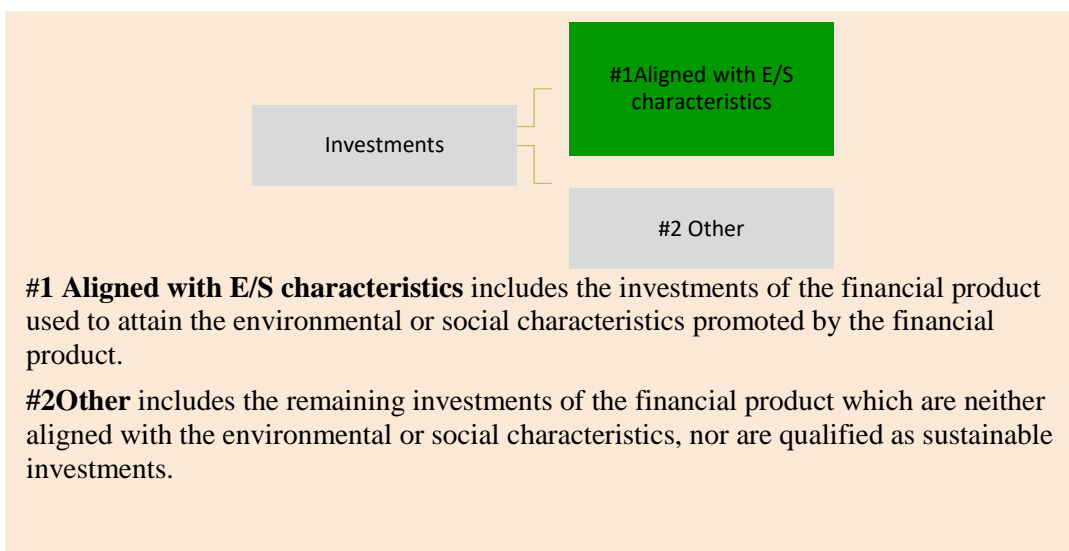 #1Aligned with E/S
characteristics
Investments
#2 Other
#1 Aligned with E/S characteristics includes the investments of the financial product
used to attain the environmental or social characteristics promoted by the financial
product.
#2Other includes the remaining investments of the financial product which are neither
aligned with the environmental or social characteristics, nor are qualified as sustainable
investments.